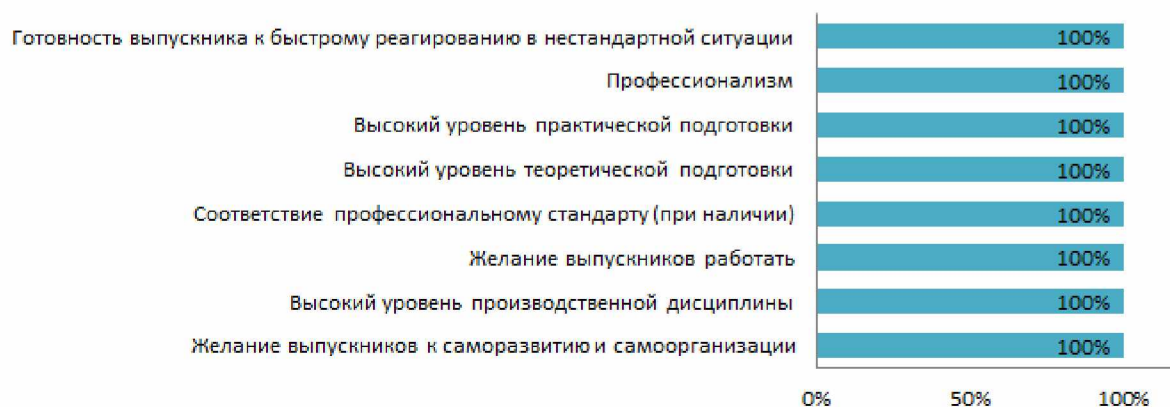 Готовность выпускника к быстрому реагированию в нестандартной ситуации 100%
Профессионализм 100%
Высокий уровень практической подготовки 100%
Высокий уровень теоретической подготовки 100%
Соответствие профессиональному стандарту (при наличии) 100%
Желание выпускников работать 100%
Высокий уровень производственной дисциплины 100%
Желание выпускников к саморазвитию и самоорганизации 100%
0% 50% 100%